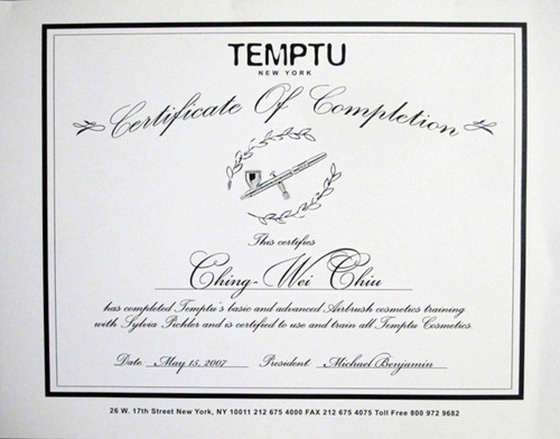 TEMPTU
NEW YORK
Certificate Of Completion
This certifies
Ching-Wei Chiu
has completed Temptu's basic and advanced Airbrush cosmetics training
with Sylvia Pichler and is certified to use and train all Temptu Cosmetics.
Date: May 15, 2007 President: Michael Benjamin
26 W. 17th Street New York, NY 10011 212 675 4000 FAX 212 675 4075 Toll Free 800 972 9682